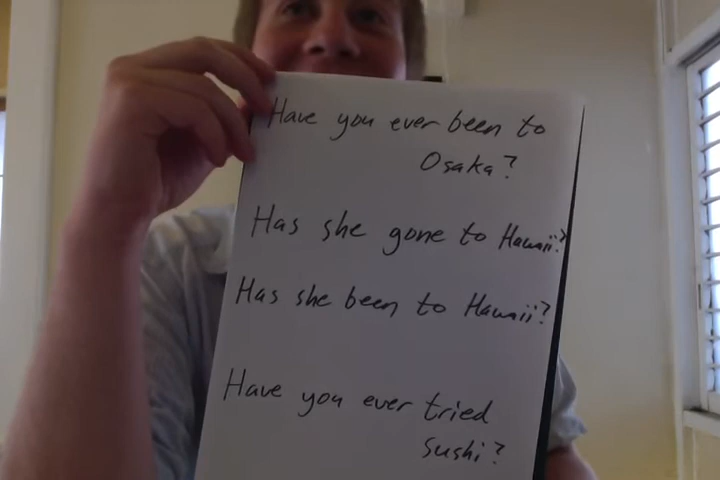 Have you ever been to
Osaka?
Has she gone to Hawaii?
Has she been to Hawaii?
Have you ever tried
sushi?